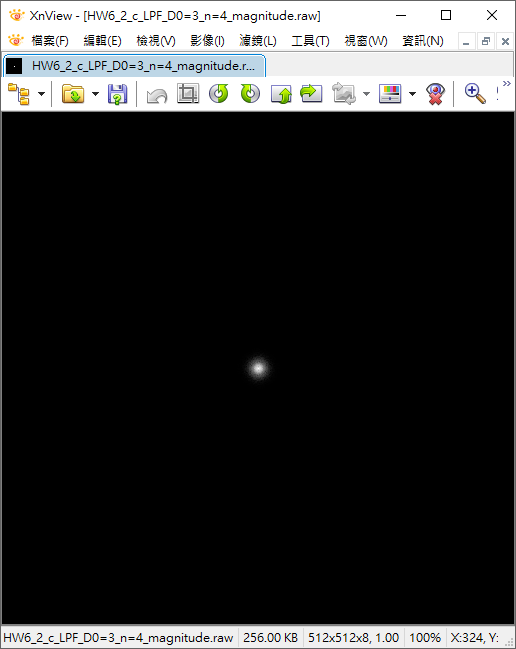 XnView - [HW6_2_c_LPF_D0=3_n=4_magnitude.raw]
檔案(F) 編輯(E) 檢視(V) 影像(I) 濾鏡(L) 工具(T) 視窗(W) 資訊(N)
HW6_2_c_LPF_D0=3_n=4_magnitude.r...
HW6_2_c_LPF_D0=3_n=4_magnitude.raw 256.00 KB 512x512x8, 1.00 100% X:324, Y: